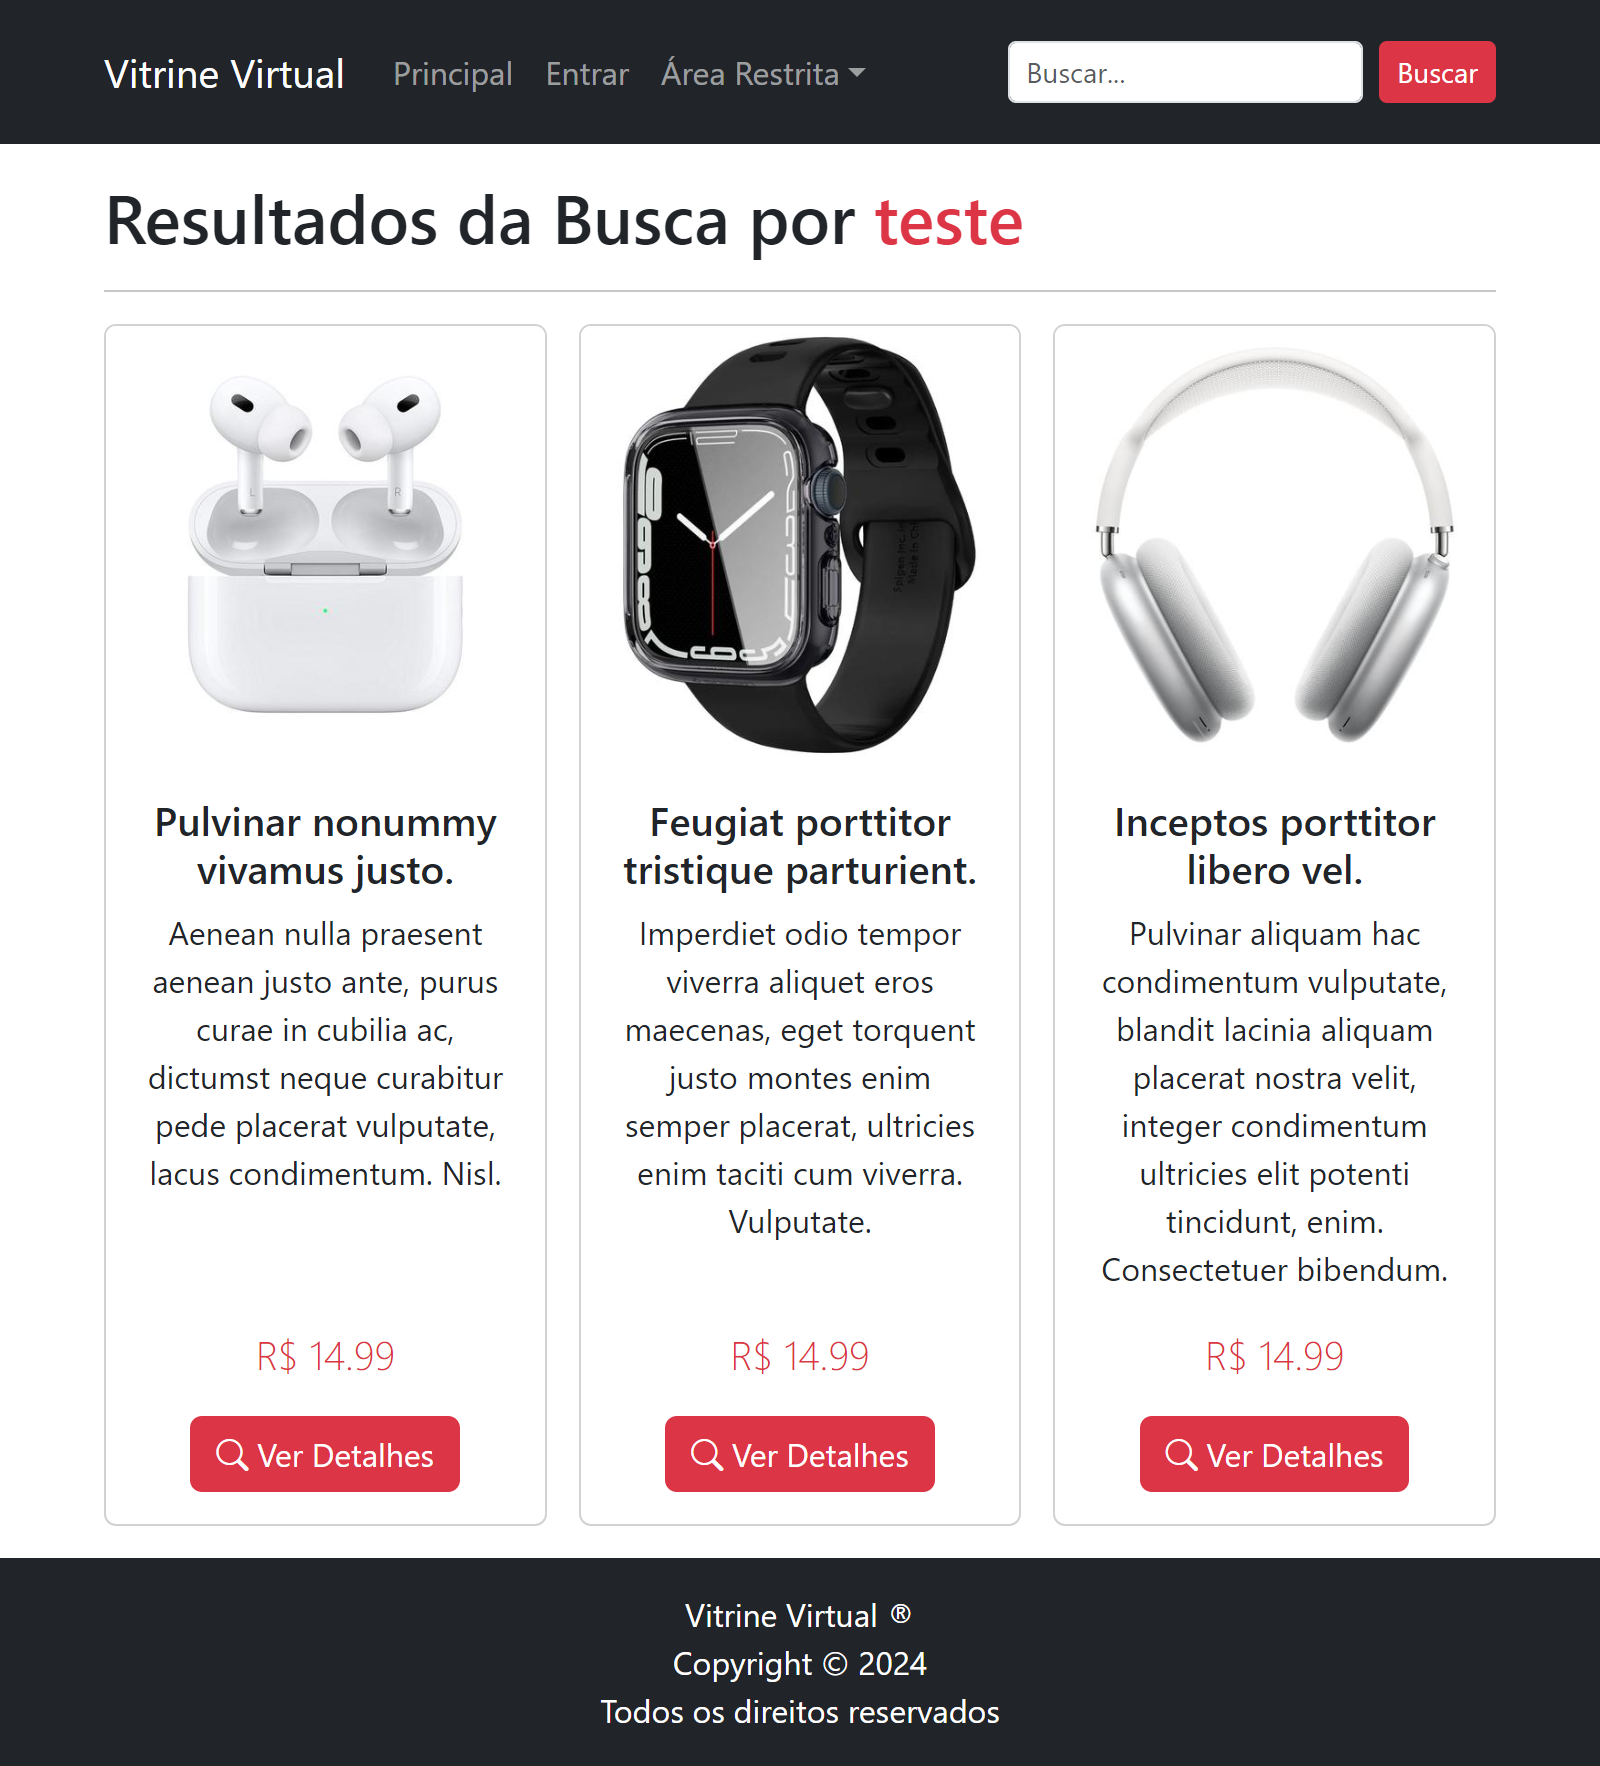 Vitrine Virtual Principal Entrar Área Restrita Buscar... Buscar
Resultados da Busca por teste
L R
Pulvinar nonummy
vivamus justo.
Aenean nulla praesent
aenean justo ante, purus
curae in cubilia ac,
dictumst neque curabitur
pede placerat vulputate,
lacus condimentum. Nisl.
R$ 14.99
Ver Detalhes
Feugiat porttitor
tristique parturient.
Imperdiet odio tempor
viverra aliquet eros
maecenas, eget torquent
justo montes enim
semper placerat, ultricies
enim taciti cum viverra.
Vulputate.
R$ 14.99
Ver Detalhes
Inceptos porttitor
libero vel.
Pulvinar aliquam hac
condimentum vulputate,
blandit lacinia aliquam
placerat nostra velit,
integer condimentum
ultricies elit potenti
tincidunt, enim.
Consectetuer bibendum.
R$ 14.99
Ver Detalhes
Vitrine Virtual ®
Copyright © 2024
Todos os direitos reservados